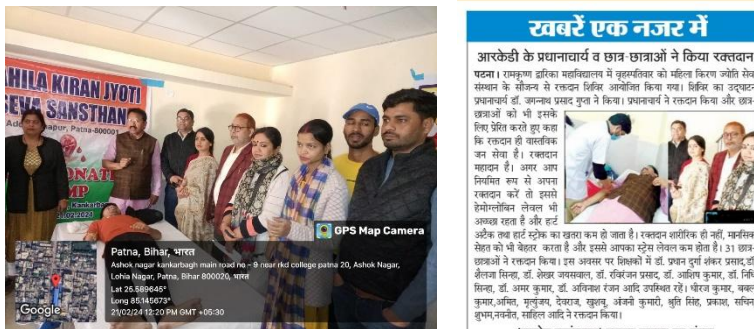 AHILA KIRAN JYOTI
SEVA SANSTHAN
Patna-800001
GPS Map Camera
Patna, Bihar, भारत
Ashok nagar kankarbagh main road no – 9 near rkd college patna 20, Ashok Nagar,
Lohia Nagar, Patna, Bihar 800020, भारत
Lat 25.589645°
Long 85.145673°
21/02/24 12:20 PM GMT +05:30
Google
खबरें एक नजर में
आरकेडी के प्रधानाचार्य व छात्र-छात्राओं ने किया रक्तदान
पटना। रामकृष्ण द्वारिका महाविद्यालय में वृहस्पतिवार को महिला किरण ज्योति सेवा
संस्थान के सौजन्य से रक्तदान शिविर आयोजित किया गया। शिविर का उद्घाटन
प्रधानाचार्य डॉ. जगन्नाथ प्रसाद गुप्ता ने किया। प्रधानाचार्य ने रक्तदान किया और छात्र-
छात्राओं को भी इसके
लिए प्रेरित करते हुए कहा
कि रक्तदान ही वास्तविक
जन सेवा है। रक्तदान
महादान है। अगर आप
नियमित रूप से अपना
रक्तदान करें तो इससे
हेमोग्लोबिन लेवल भी
अच्छा रहता है और हार्ट
अटैक तथा हार्ट स्ट्रोक का खतरा कम हो जाता है। रक्तदान शारीरिक ही नहीं, मानसिक
सेहत को भी बेहतर करता है और इससे आपका स्ट्रेस लेवल कम होता है। 31 छात्र-
छात्राओं ने रक्तदान किया। इस अवसर पर शिक्षकों में डॉ. प्रधान दुर्गा शंकर प्रसाद, डॉ.
शैलजा सिन्हा, डॉ. शेखर जयसवाल, डॉ. रविरंजन प्रसाद, डॉ. आशिष कुमार, डॉ. निधि
सिन्हा, डॉ. अमर कुमार, डॉ. अविनाश रंजन आदि उपस्थित रहें। धीरज कुमार, बबलू
कुमार,अमित, मृत्युंजय, देवराज, खुशबू, अंजनी कुमारी, श्रुति सिंह, प्रकाश, सचिन,
शुभम,नवनीत, साहिल आदि ने रक्तदान किया।